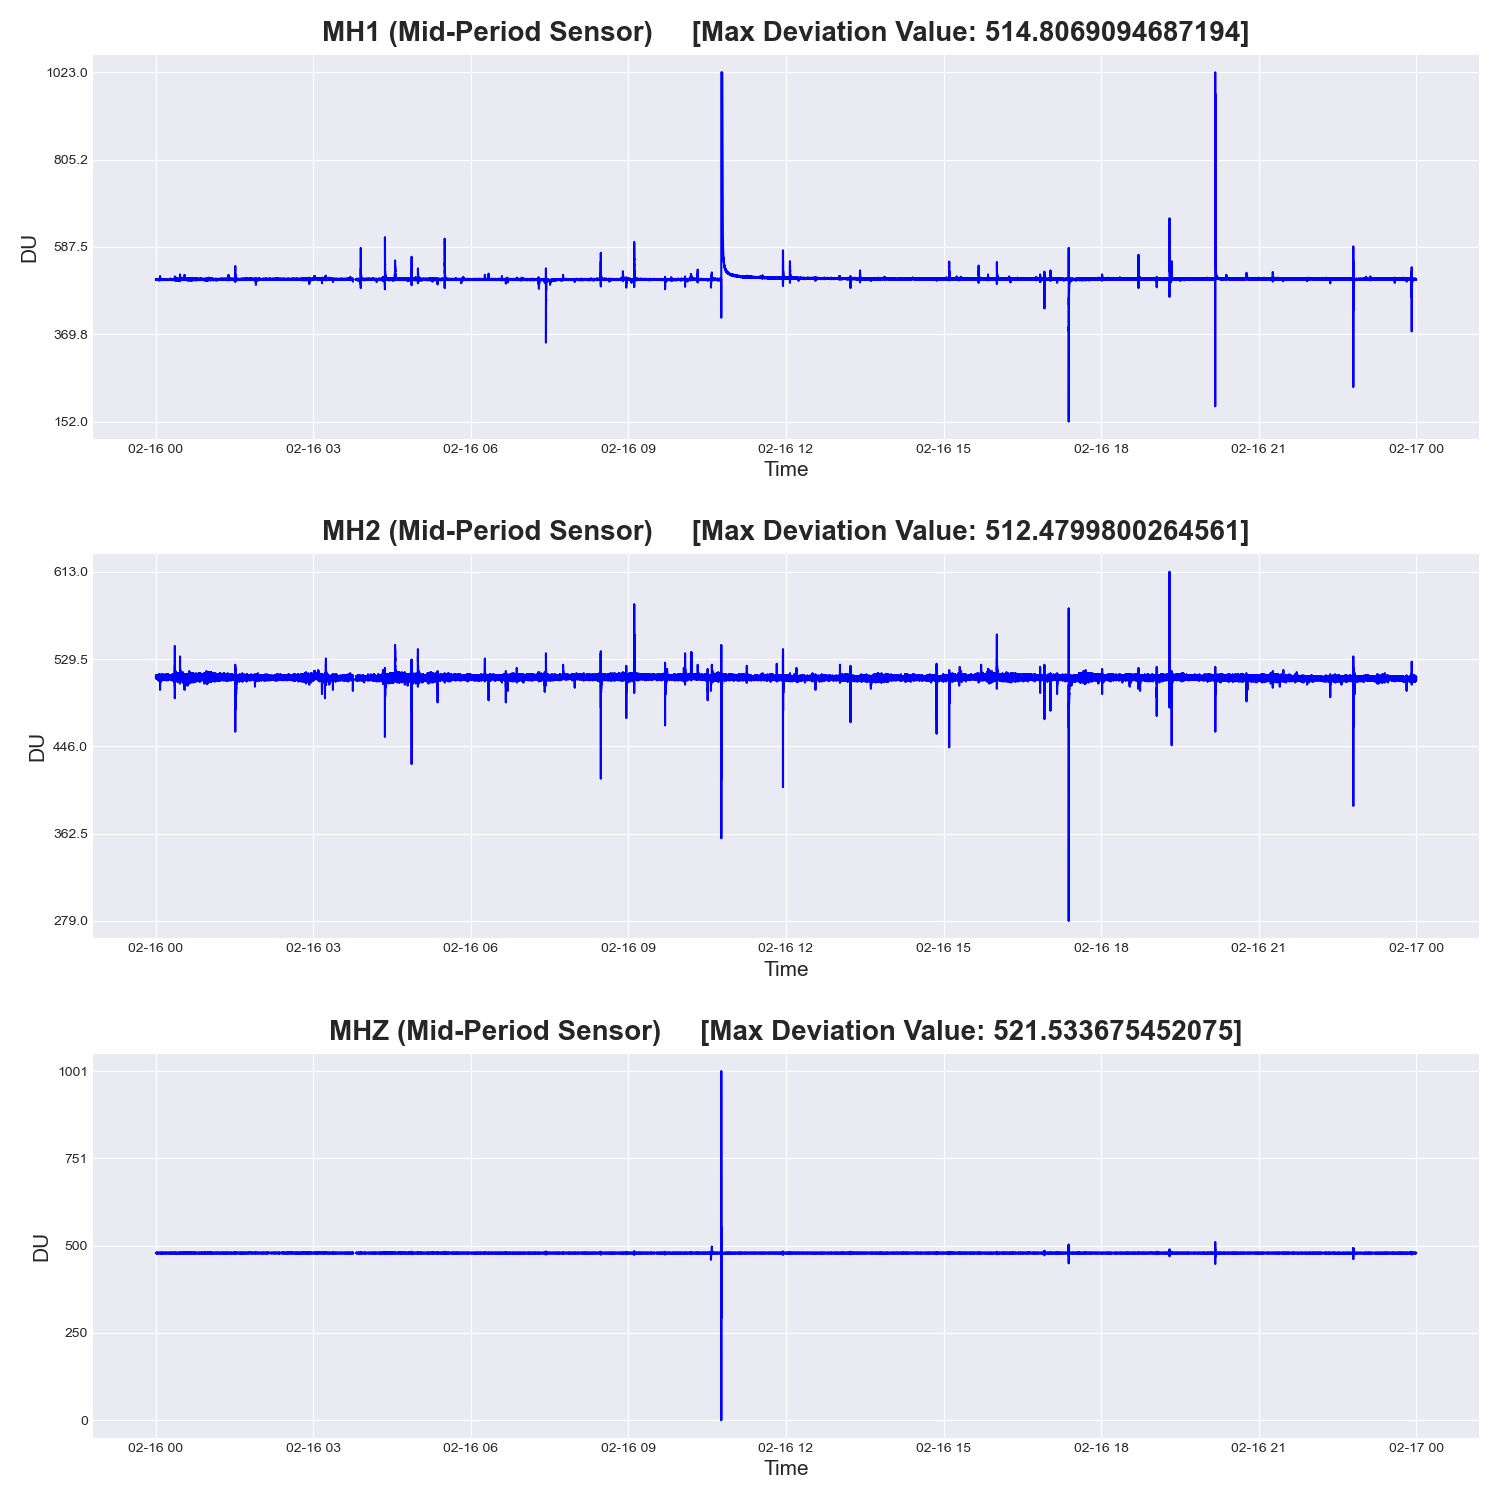 MH1 (Mid-Period Sensor) [Max Deviation Value: 514.8069094687194]
1023.0
805.2
587.5
369.8
152.0
DU
02-16 00 02-16 03 02-16 06 02-16 09 02-16 12 02-16 15 02-16 18 02-16 21 02-17 00
Time
MH2 (Mid-Period Sensor) [Max Deviation Value: 512.4799800264561]
613.0
529.5
446.0
362.5
279.0
DU
02-16 00 02-16 03 02-16 06 02-16 09 02-16 12 02-16 15 02-16 18 02-16 21 02-17 00
Time
MHZ (Mid-Period Sensor) [Max Deviation Value: 521.533675452075]
1001
751
500
250
0
DU
02-16 00 02-16 03 02-16 06 02-16 09 02-16 12 02-16 15 02-16 18 02-16 21 02-17 00
Time